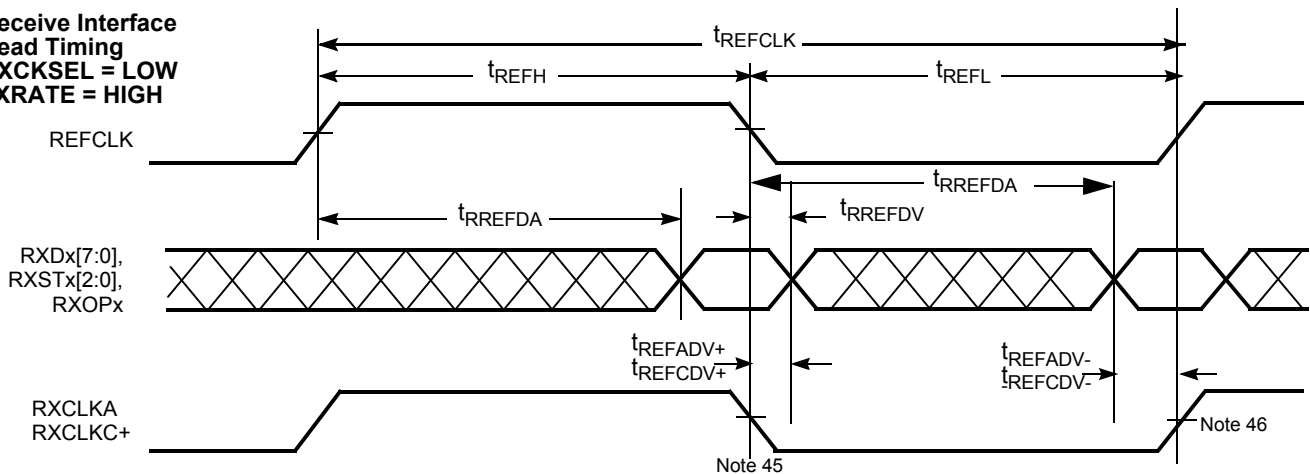 eceive Interface
ead Timing
XCKSEL = LOW
XRATE = HIGH
tREFCLK
tREFH
tREFL
REFCLK
tRREFDA
tRREFDA
tRREFDV
RXDx[7:0],
RXSTx[2:0],
RXOPx
tREFADV+
tREFCDV+
tREFADV-
tREFCDV-
RXCLKA
RXCLKC+
Note 45
Note 46